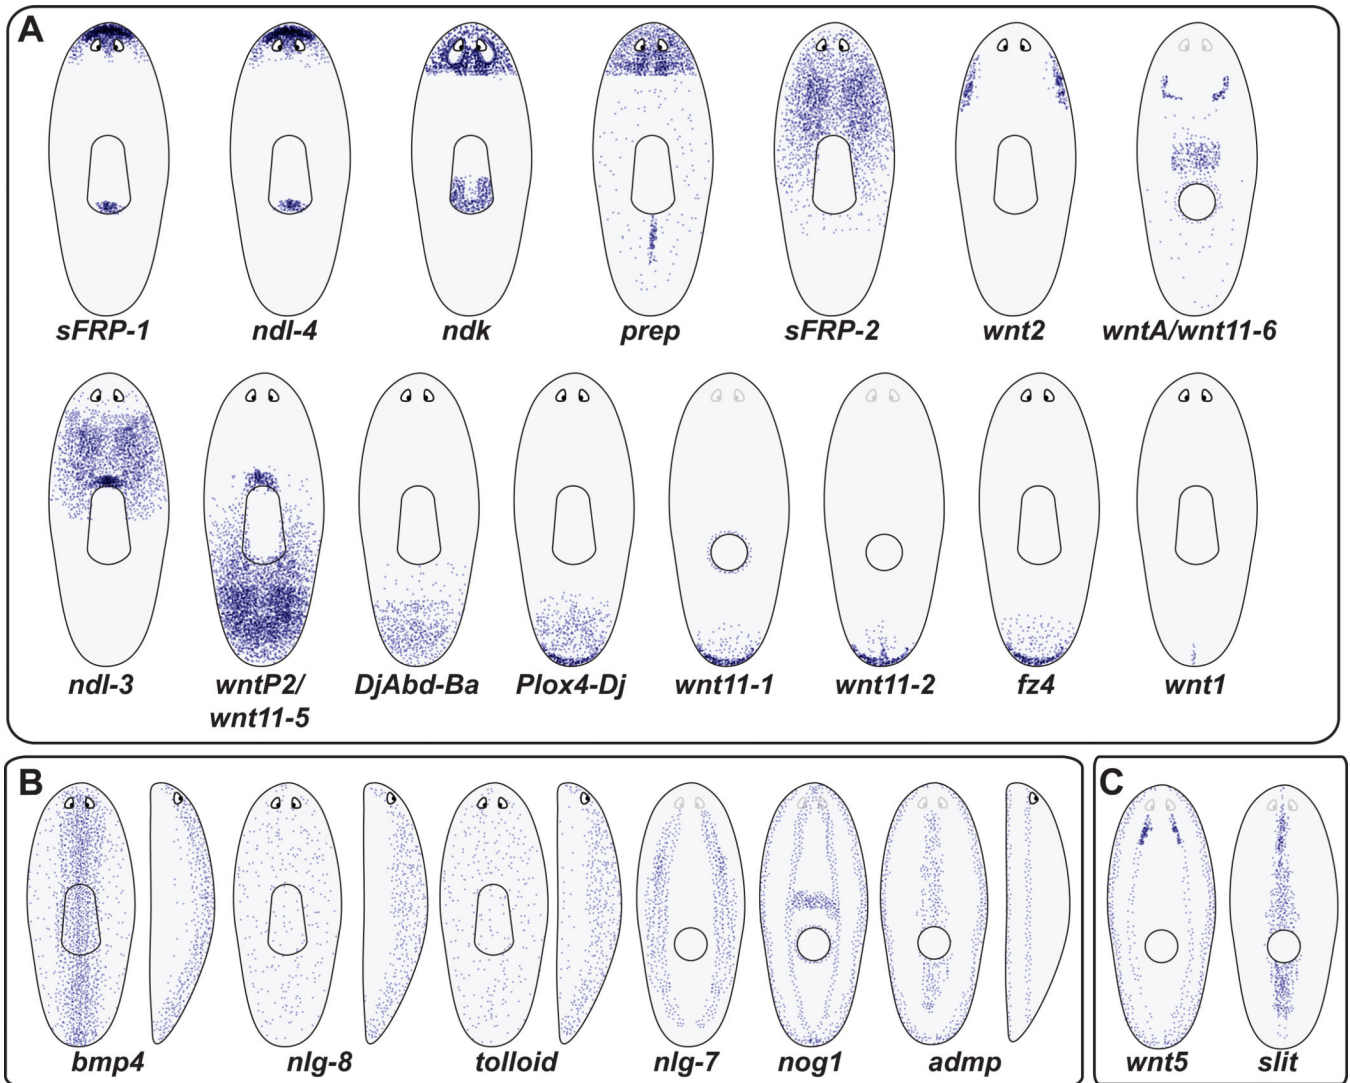 A
sFRP-1 ndl-4 ndk prep sFRP-2 wnt2 wntA/wnt11-6
ndl-3 wntP2/ DjAbd-Ba Plox4-Dj wnt11-1 wnt11-2 fz4 wnt1
wnt11-5
B C
bmp4 nlg-8 tolloid nlg-7 nog1 admp wnt5 slit